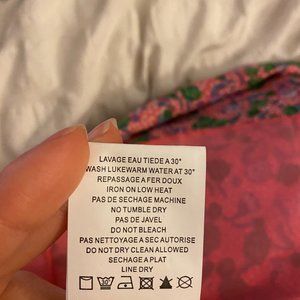 LAVAGE EAU TIEDE A 30°
WASH LUKEWARM WATER AT 30°
REPASSAGE A FER DOUX
IRON ON LOW HEAT
PAS DE SECHAGE MACHINE
NO TUMBLE DRY
PAS DE JAVEL
DO NOT BLEACH
PAS NETTOYAGE A SEC AUTORISE
DO NOT DRY CLEAN ALLOWED
SECHAGE A PLAT
LINE DRY